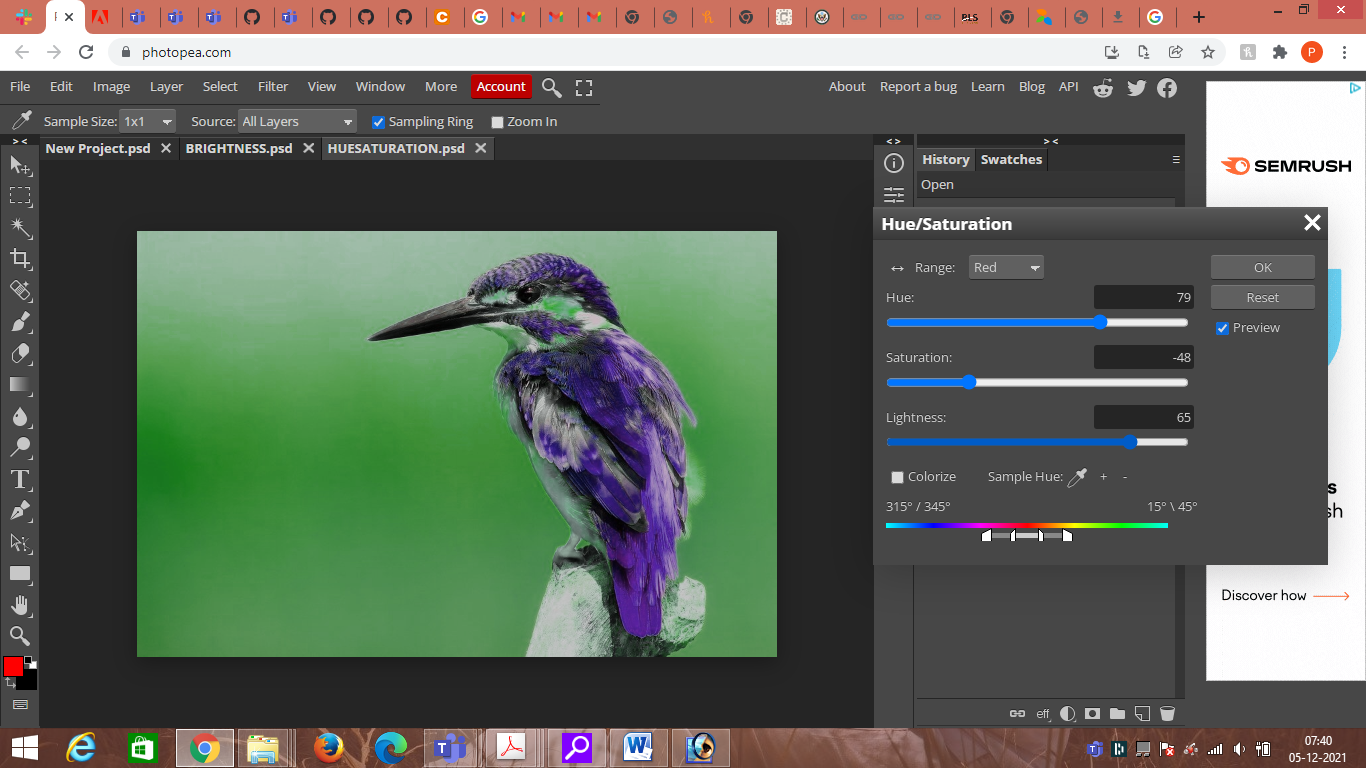 photopea.com
P
File Edit Image Layer Select Filter View Window More Account
About Report a bug Learn Blog API
Sample Size: 1x1 Source: All Layers Sampling Ring Zoom In
New Project.psd BRIGHTNESS.psd HUESATURATION.psd
> < < > > <
History Swatches
Open
SEMRUSH
Hue/Saturation
Range: Red OK
Hue: 79 Reset
Preview
Saturation: -48
Lightness: 65
Colorize Sample Hue: + -
315° / 345° 15° \ 45°
Discover how
eff
07:40
05-12-2021